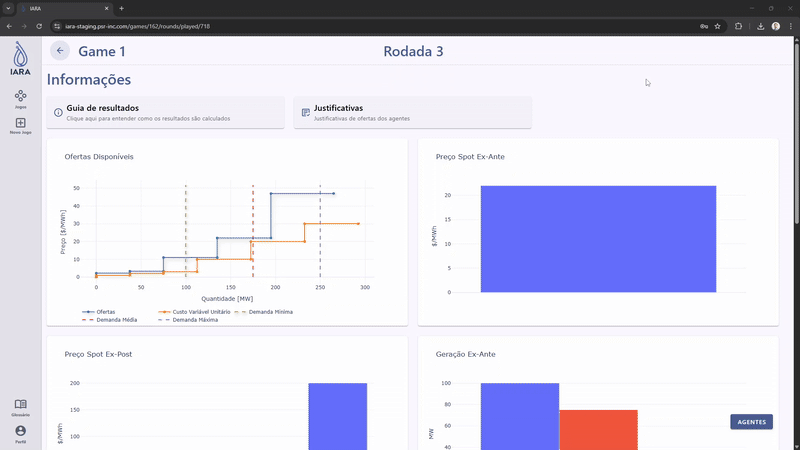 IARA
iara-staging.psr-inc.com/games/162/rounds/played/718
IARA
Jogos
Novo Jogo
Glossário
Perfil
Game 1
Rodada 3
Informações
Guia de resultados
Clique aqui para entender como os resultados são calculados
Justificativas
Justificativas de ofertas dos agentes
Ofertas Disponíveis
Preço [$/MWh]
50
40
30
20
10
0
0 50 100 150 200 250 300
Quantidade [MW]
Ofertas Custo Variável Unitário Demanda Mínima
Demanda Média Demanda Máxima
Preço Spot Ex-Ante
$/MWh
20
15
10
5
0
Preço Spot Ex-Post
$/MWh
200
150
100
Geração Ex-Ante
MW
100
80
60
40
AGENTES